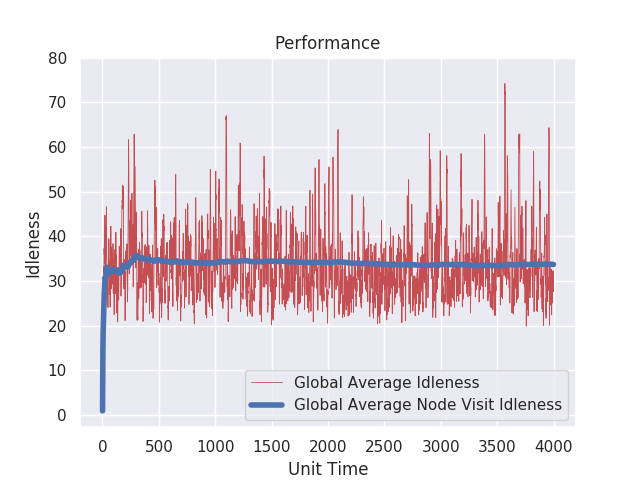 Performance
80
70
60
50
40
30
20
10
0
Idleness
Global Average Idleness
Global Average Node Visit Idleness
0 500 1000 1500 2000 2500 3000 3500 4000
Unit Time